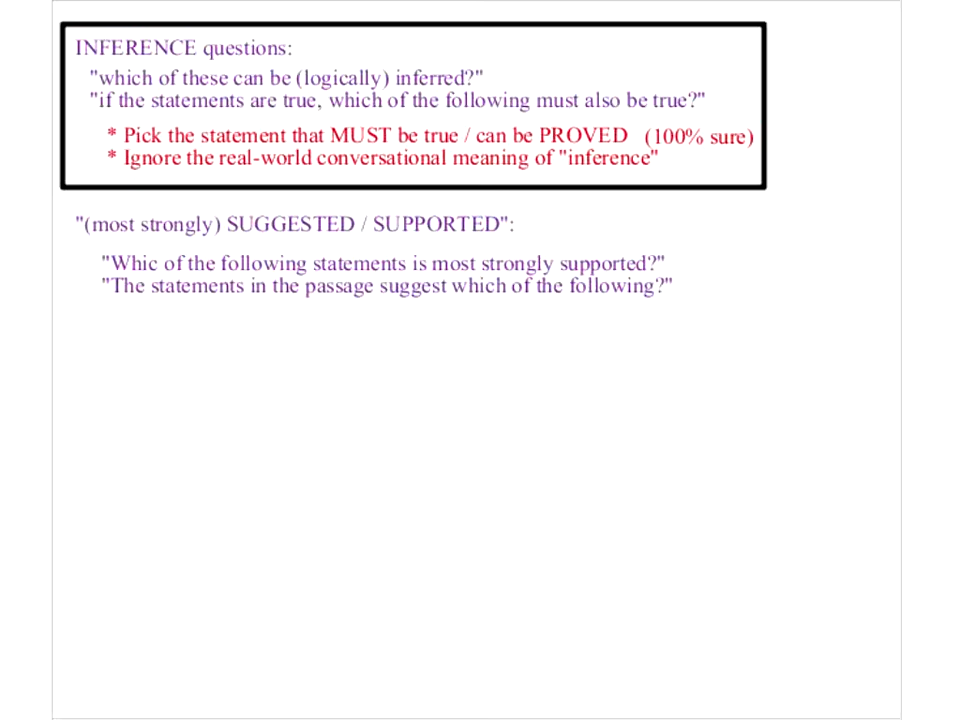 INFERENCE questions:
"which of these can be (logically) inferred?"
"if the statements are true, which of the following must also be true?"
* Pick the statement that MUST be true / can be PROVED (100% sure)
* Ignore the real-world conversational meaning of "inference"
"(most strongly) SUGGESTED / SUPPORTED":
"Whic of the following statements is most strongly supported?"
"The statements in the passage suggest which of the following?"